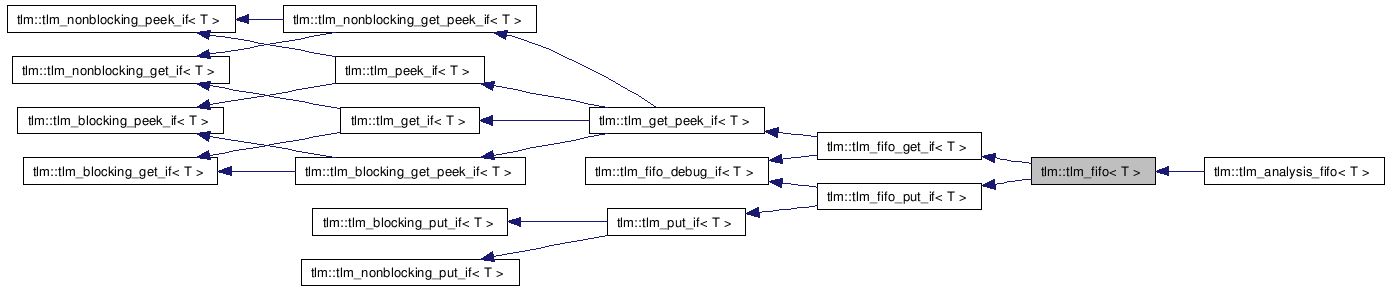 tlm::tlm_nonblocking_peek_if< T >
tlm::tlm_nonblocking_get_peek_if< T >
tlm::tlm_nonblocking_get_if< T >
tlm::tlm_peek_if< T >
tlm::tlm_blocking_peek_if< T >
tlm::tlm_get_if< T >
tlm::tlm_get_peek_if< T >
tlm::tlm_fifo_get_if< T >
tlm::tlm_blocking_get_if< T >
tlm::tlm_blocking_get_peek_if< T >
tlm::tlm_fifo_debug_if< T >
tlm::tlm_fifo< T >
tlm::tlm_analysis_fifo< T >
tlm::tlm_fifo_put_if< T >
tlm::tlm_blocking_put_if< T >
tlm::tlm_put_if< T >
tlm::tlm_nonblocking_put_if< T >